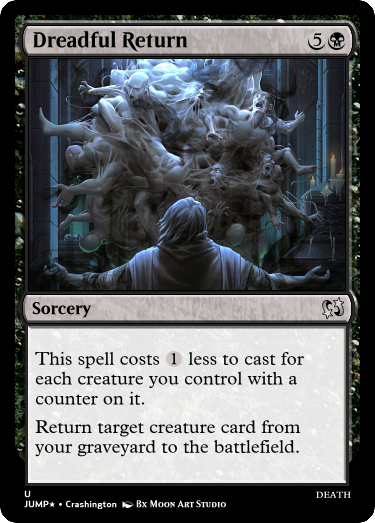 Dreadful Return 5
Sorcery
This spell costs 1 less to cast for
each creature you control with a
counter on it.
Return target creature card from
your graveyard to the battlefield.
U DEATH
JUMP★ • Crashington Bx Moon Art Studio